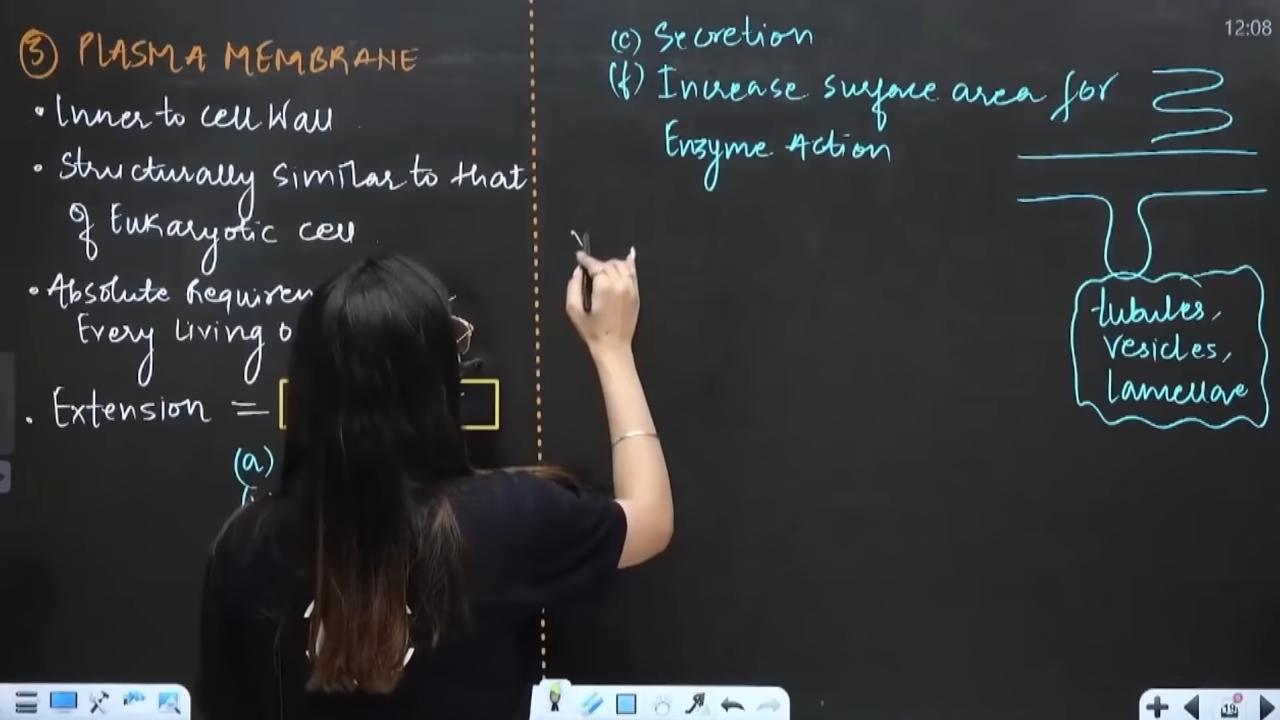 ③ PLASMA MEMBRANE
• Inner to cell Wall
• Structurally similar to that
of Eukaryotic cell
• Absolute
Every Living
• Extension =
(a)
(c) Secretion
(f) Increase surface area for
Enzyme Action
tubules,
vesicles,
lamellae
12:08
19